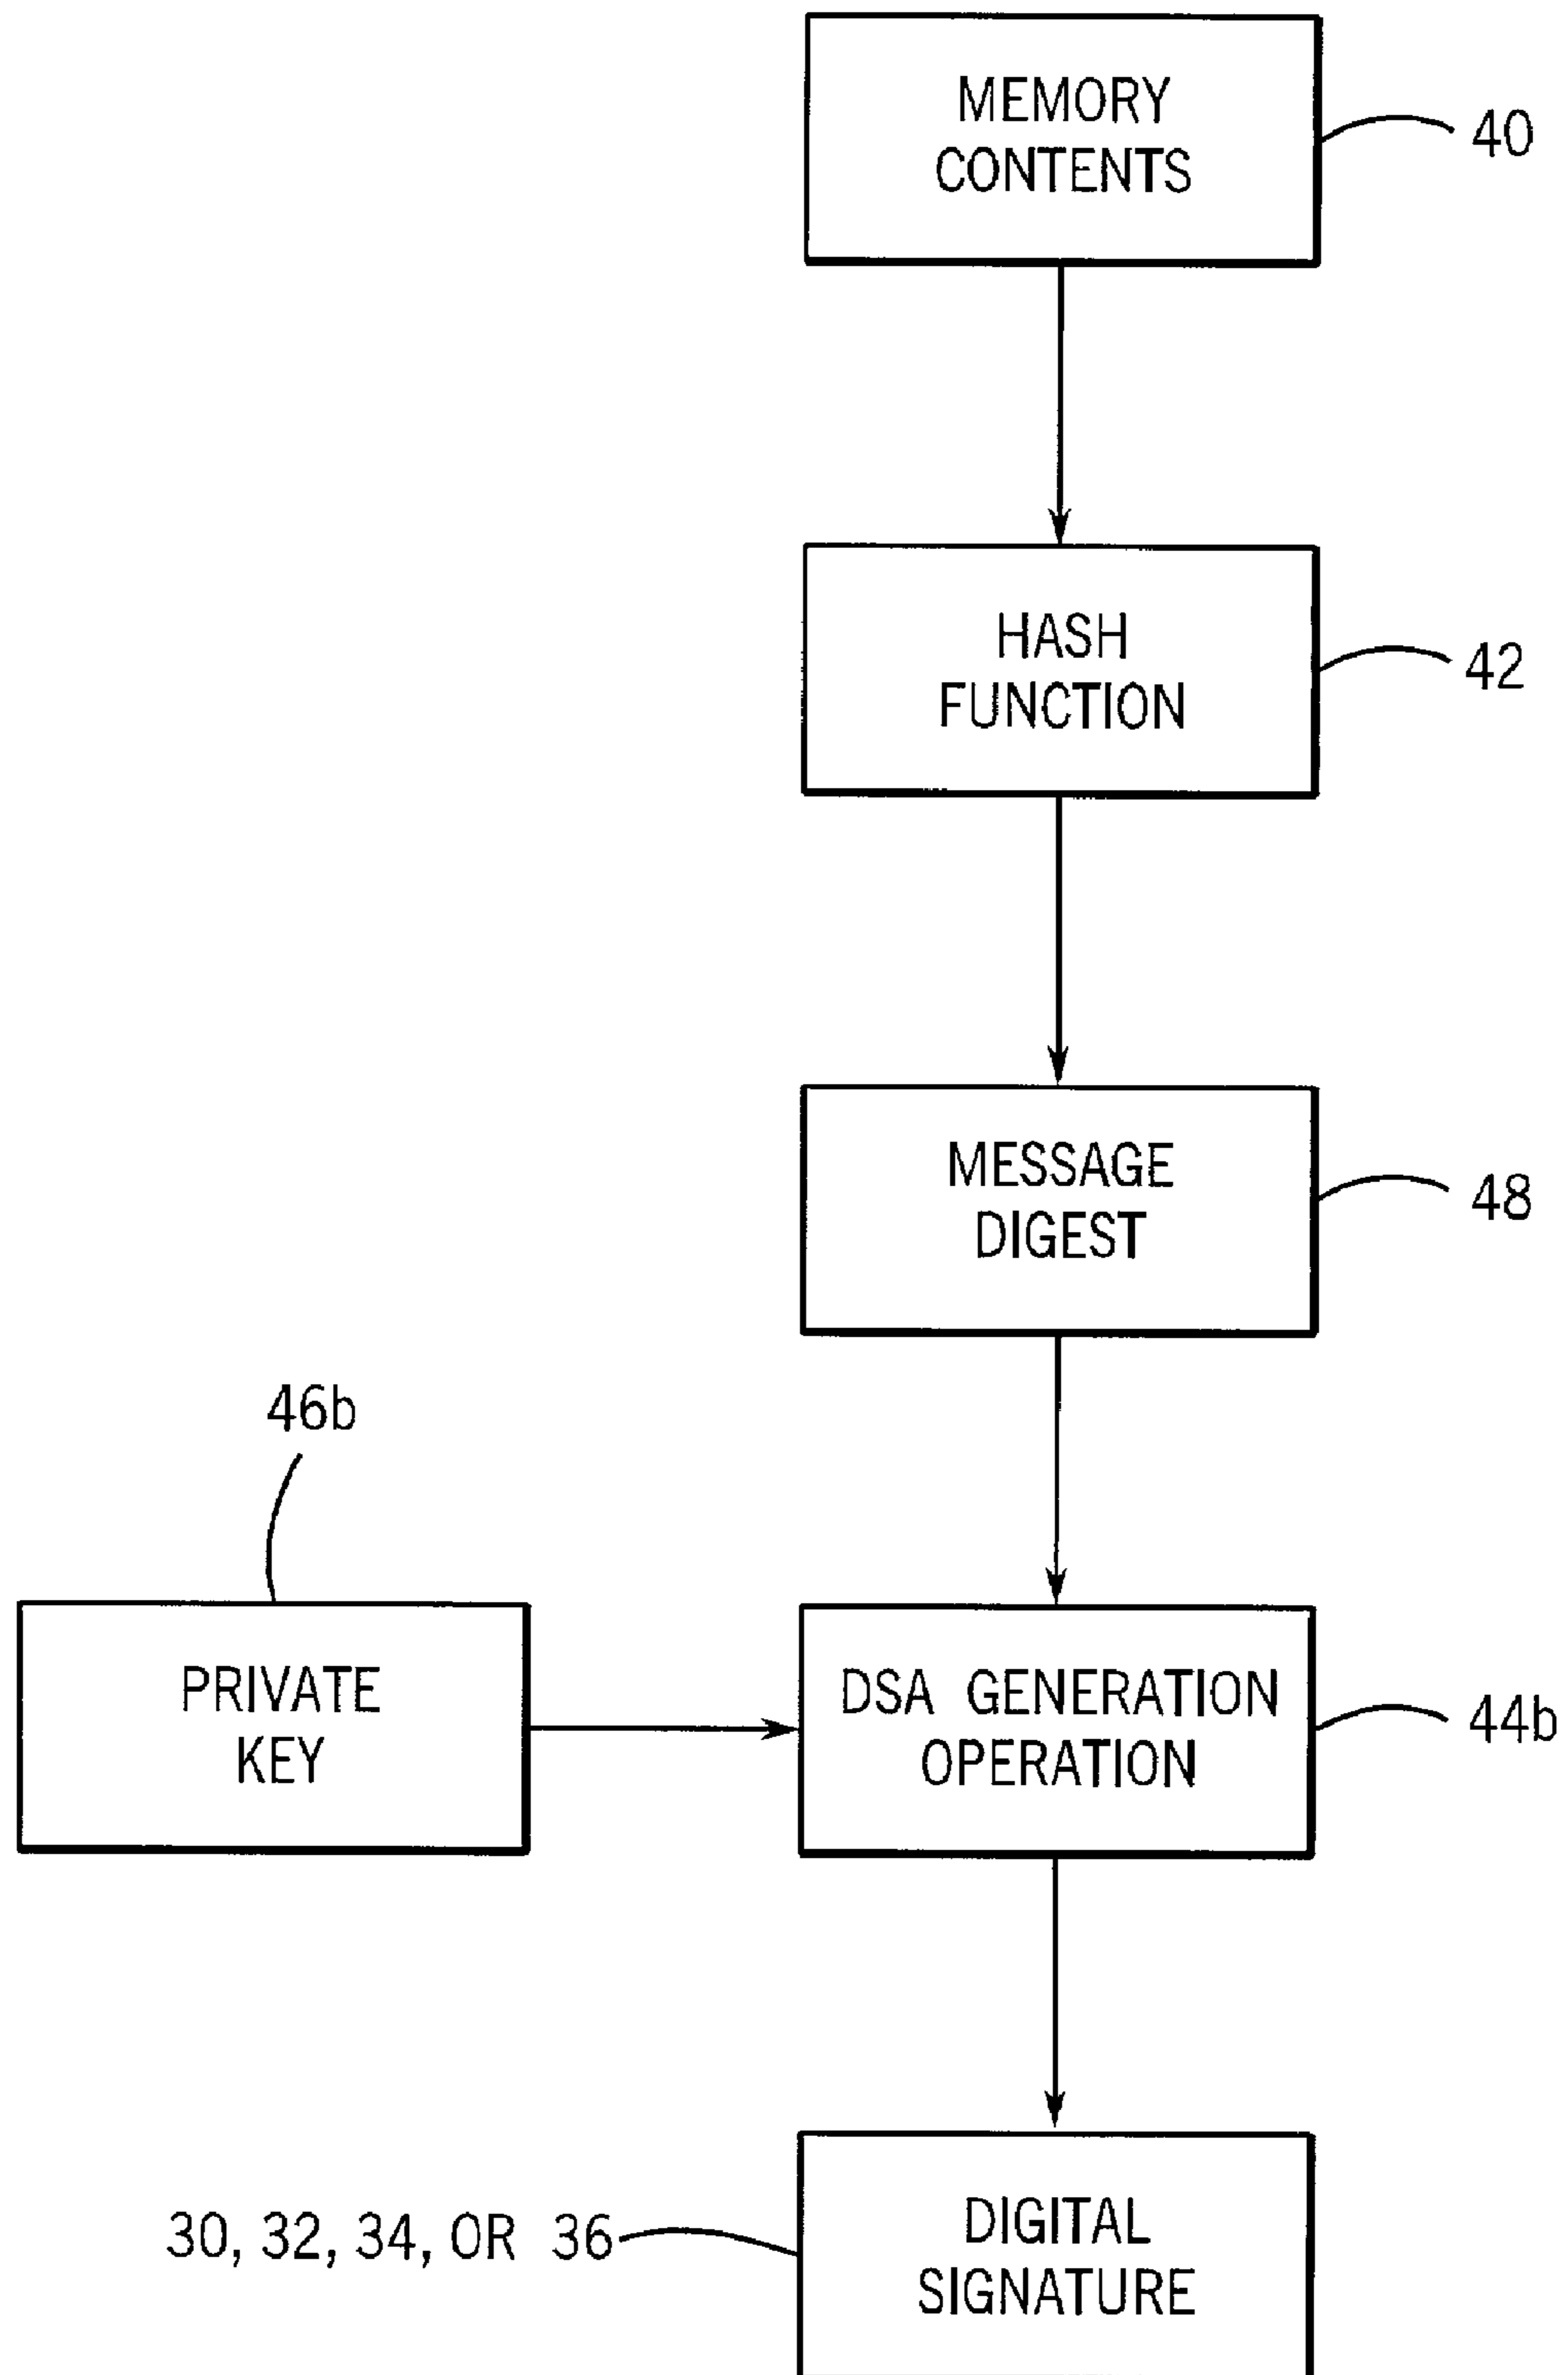 MEMORY
CONTENTS
40
HASH
FUNCTION
42
MESSAGE
DIGEST
48
46b
PRIVATE
KEY
DSA GENERATION
OPERATION
44b
30, 32, 34, OR 36
DIGITAL
SIGNATURE